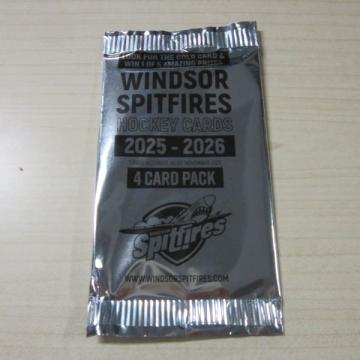 LOOK FOR THE GOLD CARD &
WIN 1 OF 5 AMAZING PRIZES
WINDSOR
SPITFIRES
HOCKEY CARDS
2025 - 2026
4 CARD PACK
Spitfires
WWW.WINDSORSPITFIRES.COM